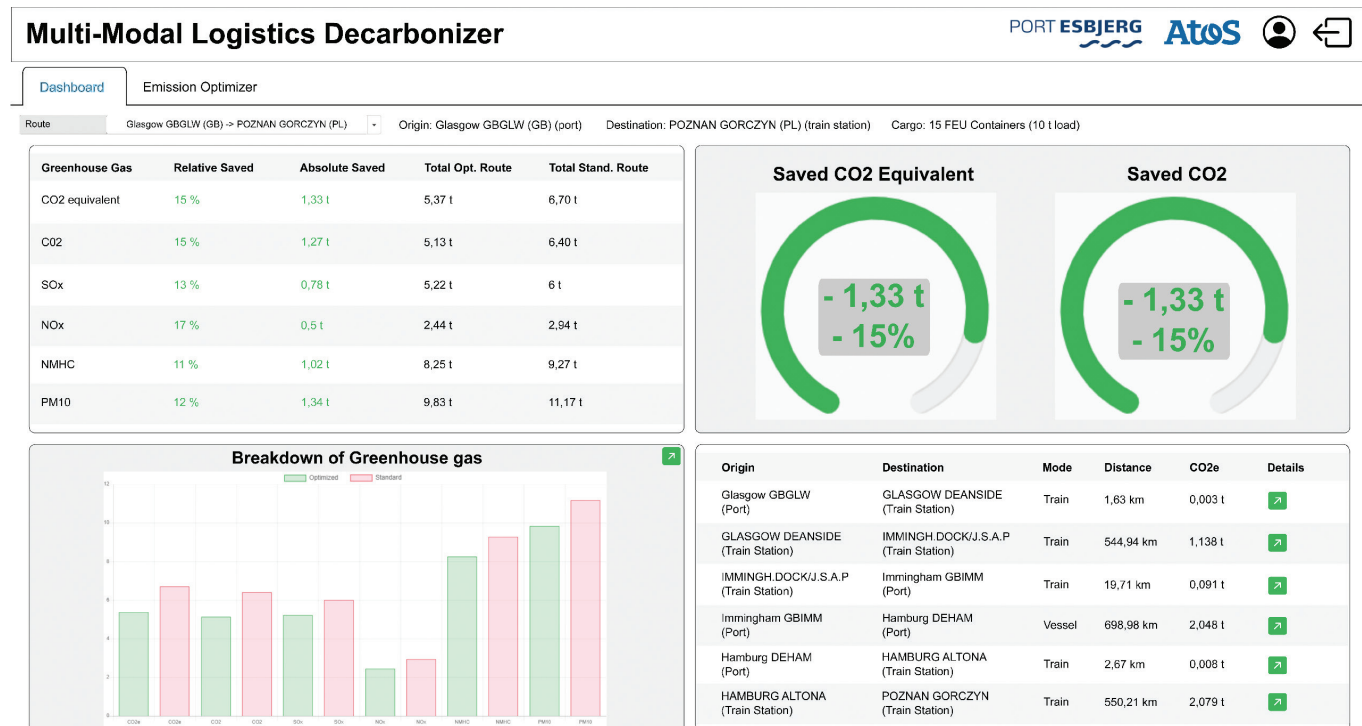 Multi-Modal Logistics Decarbonizer
PORT ESBJERG
Atos
Dashboard
Emission Optimizer
Route
Glasgow GBGLW (GB) -> POZNAN GORCZYN (PL)
Origin: Glasgow GBGLW (GB) (port)
Destination: POZNAN GORCZYN (PL) (train station)
Cargo: 15 FEU Containers (10 t load)
Greenhouse Gas Relative Saved Absolute Saved Total Opt. Route Total Stand. Route
CO2 equivalent 15 % 1,33 t 5,37 t 6,70 t
C02 15 % 1,27 t 5,13 t 6,40 t
SOx 13 % 0,78 t 5,22 t 6 t
NOx 17 % 0,5 t 2,44 t 2,94 t
NMHC 11 % 1,02 t 8,25 t 9,27 t
PM10 12 % 1,34 t 9,83 t 11,17 t
Saved CO2 Equivalent
- 1,33 t
- 15%
Saved CO2
- 1,33 t
- 15%
Breakdown of Greenhouse gas
Optimized Standard
12
10
8
6
4
2
0
CO2e CO2e CO2 CO2 SOx SOx NOx NOx NMHC NMHC PM10 PM10
Origin Destination Mode Distance CO2e Details
Glasgow GBGLW GLASGOW DEANSIDE Train 1,63 km 0,003 t
(Port) (Train Station)
GLASGOW DEANSIDE IMMINGH.DOCK/J.S.A.P Train 544,94 km 1,138 t
(Train Station) (Train Station)
IMMINGH.DOCK/J.S.A.P Immingham GBIMM Train 19,71 km 0,091 t
(Train Station) (Port)
Immingham GBIMM Hamburg DEHAM Vessel 698,98 km 2,048 t
(Port) (Port)
Hamburg DEHAM HAMBURG ALTONA Train 2,67 km 0,008 t
(Port) (Train Station)
HAMBURG ALTONA POZNAN GORCZYN Train 550,21 km 2,079 t
(Train Station) (Train Station)